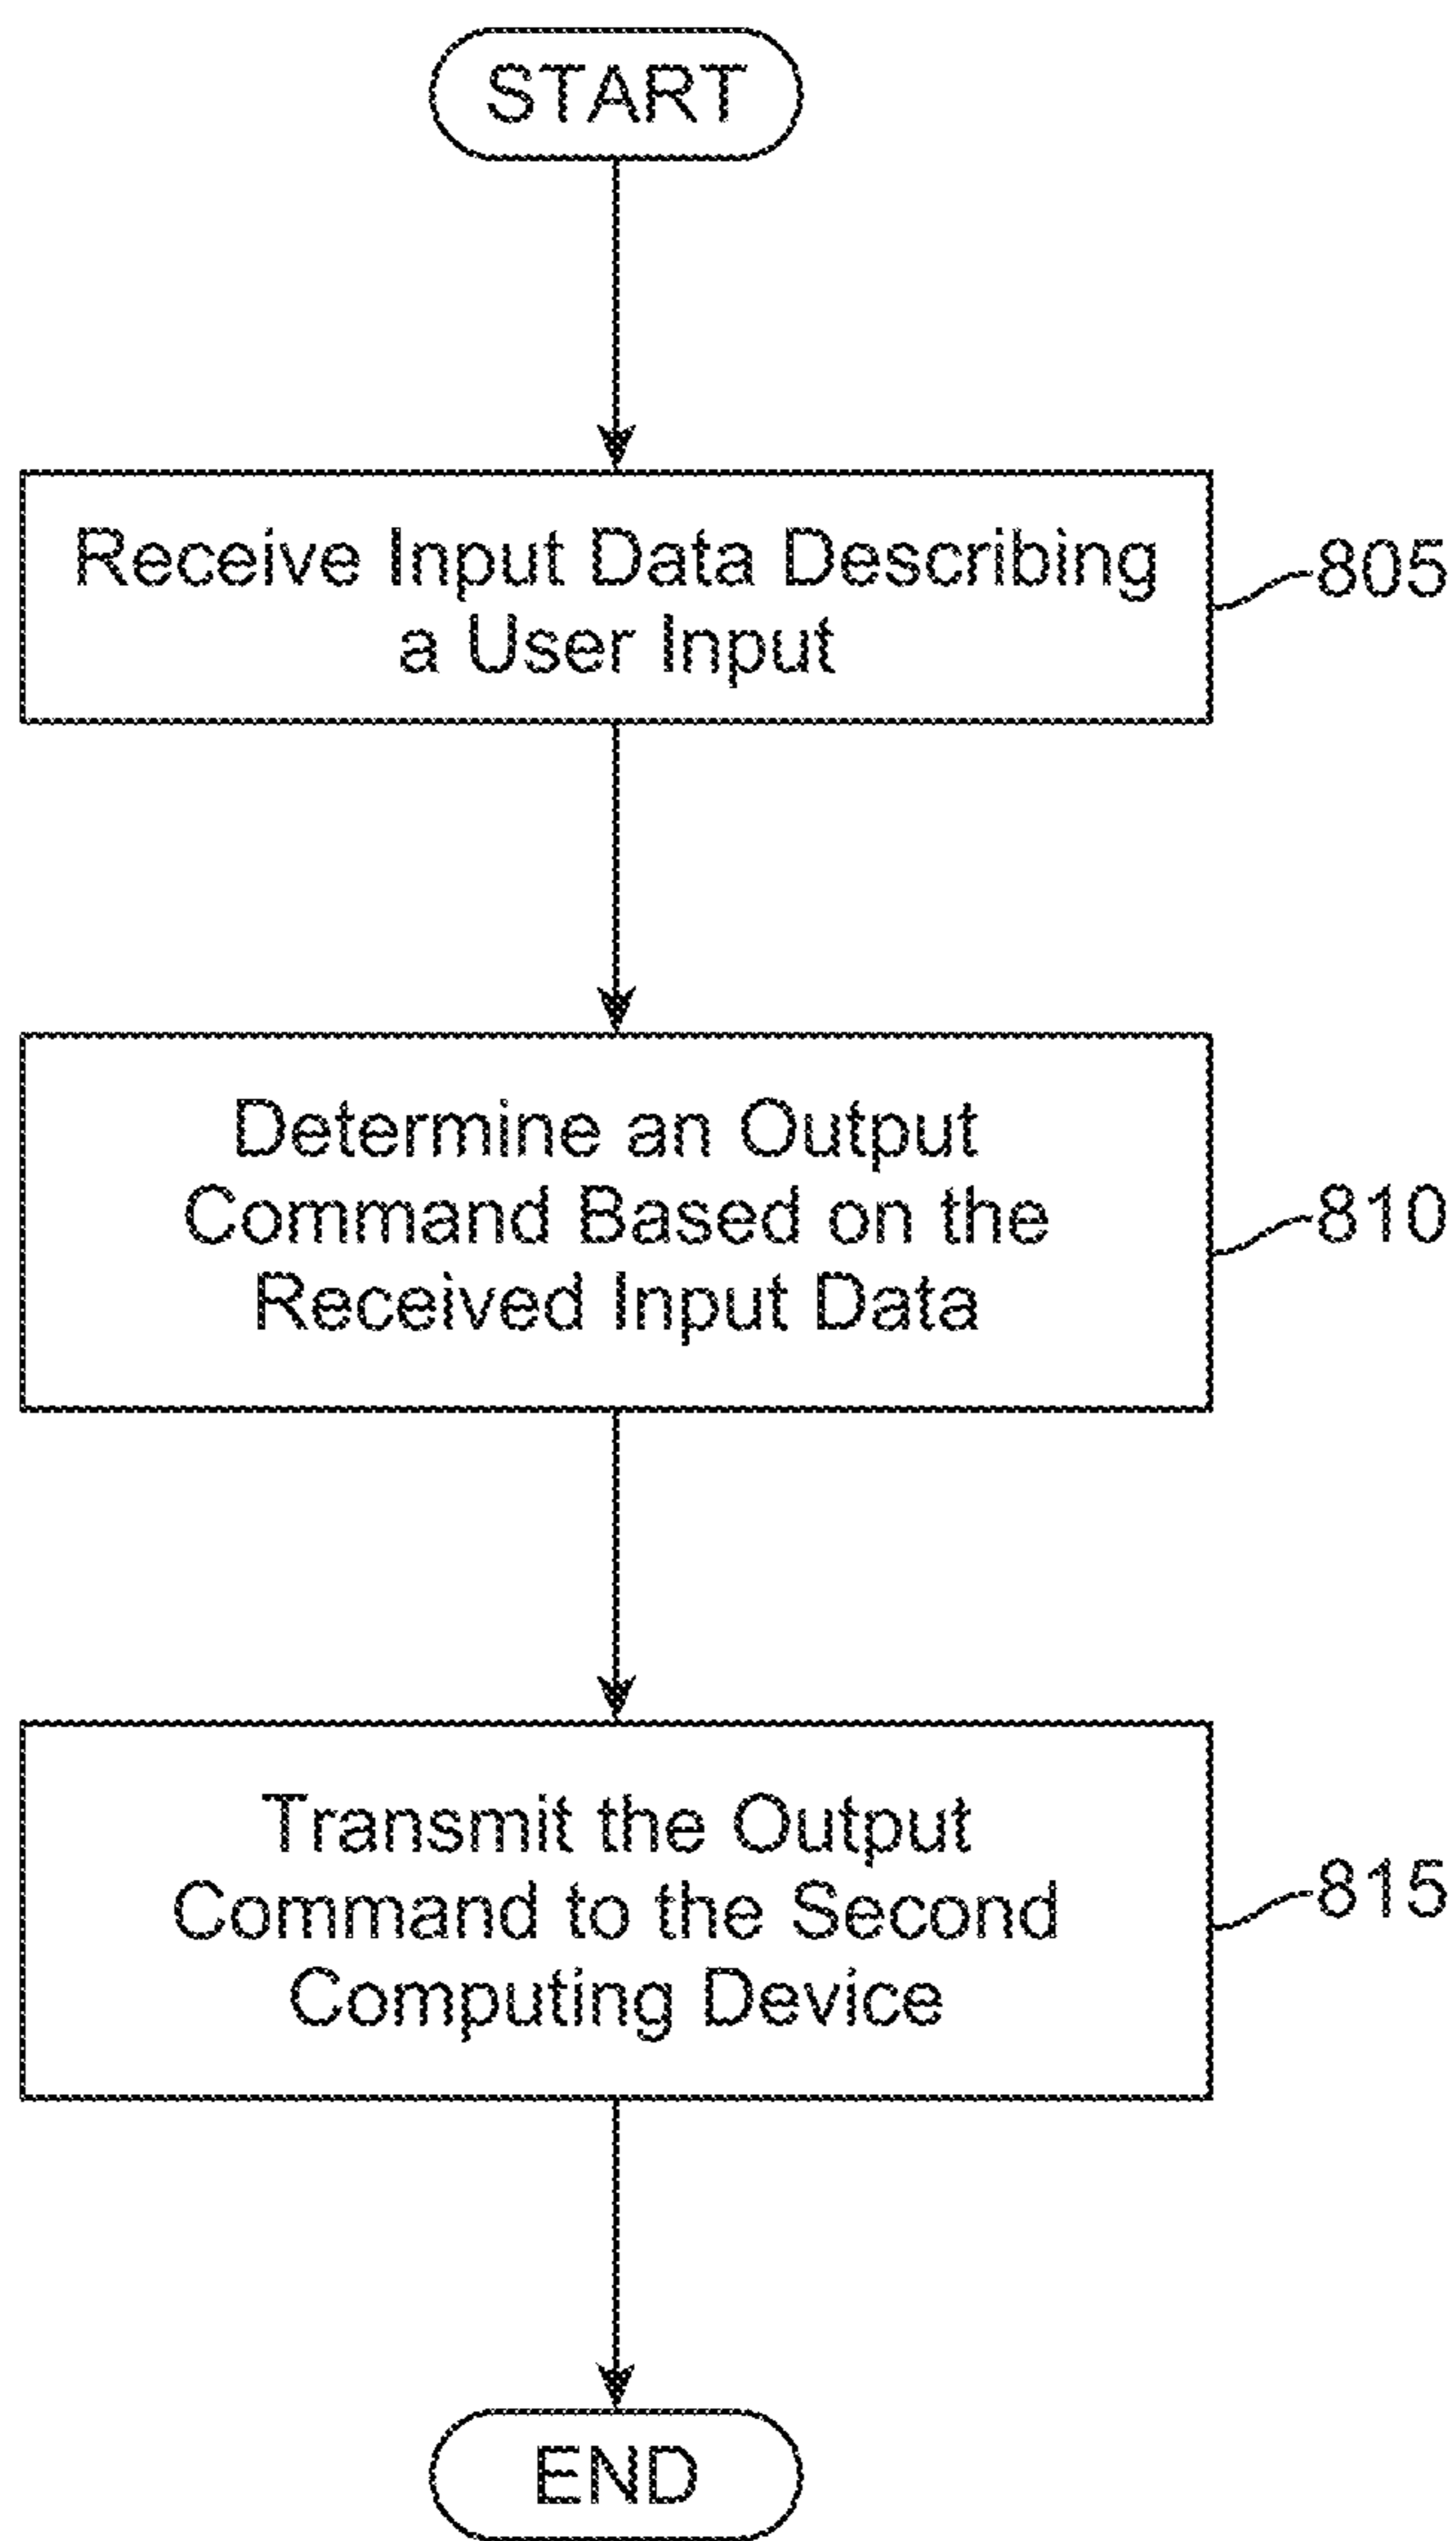 START
Receive Input Data Describing
a User Input
805
Determine an Output
Command Based on the
Received Input Data
810
Transmit the Output
Command to the Second
Computing Device
815
END